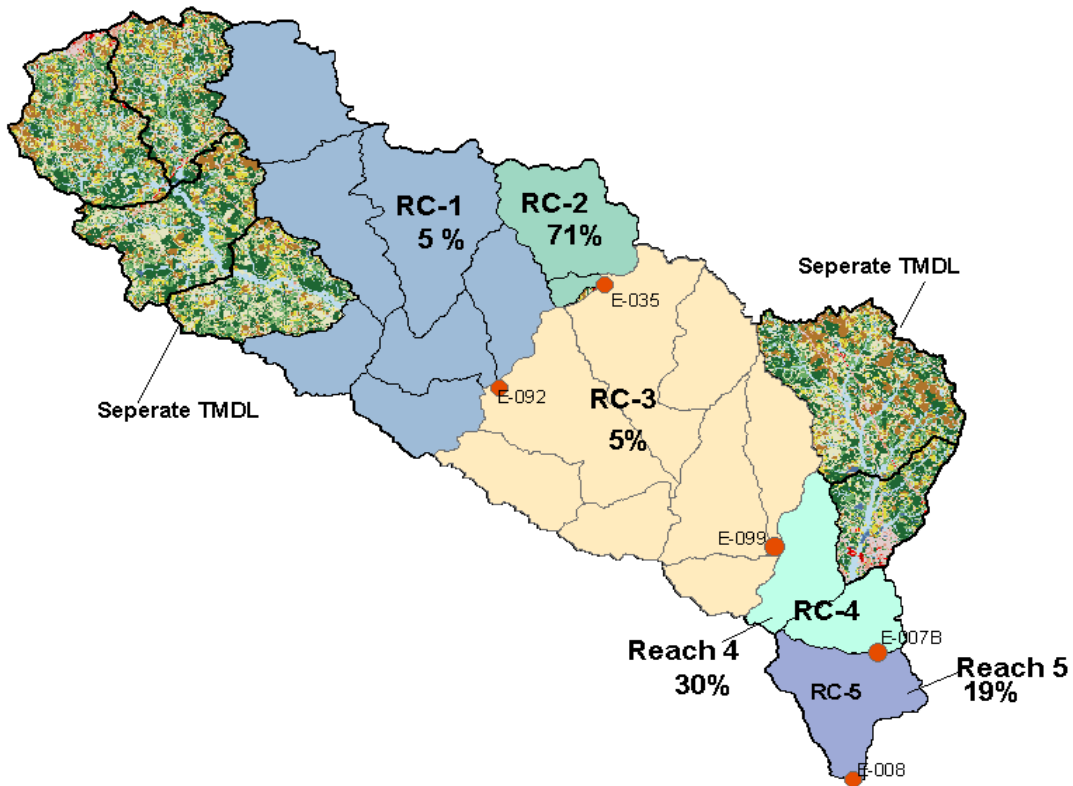 RC-1
5 %
RC-2
71%
Seperate TMDL
E-035
E-092
Seperate TMDL
RC-3
5%
E-099
RC-4
E-007B
Reach 4
30%
Reach 5
19%
RC-5
E-008